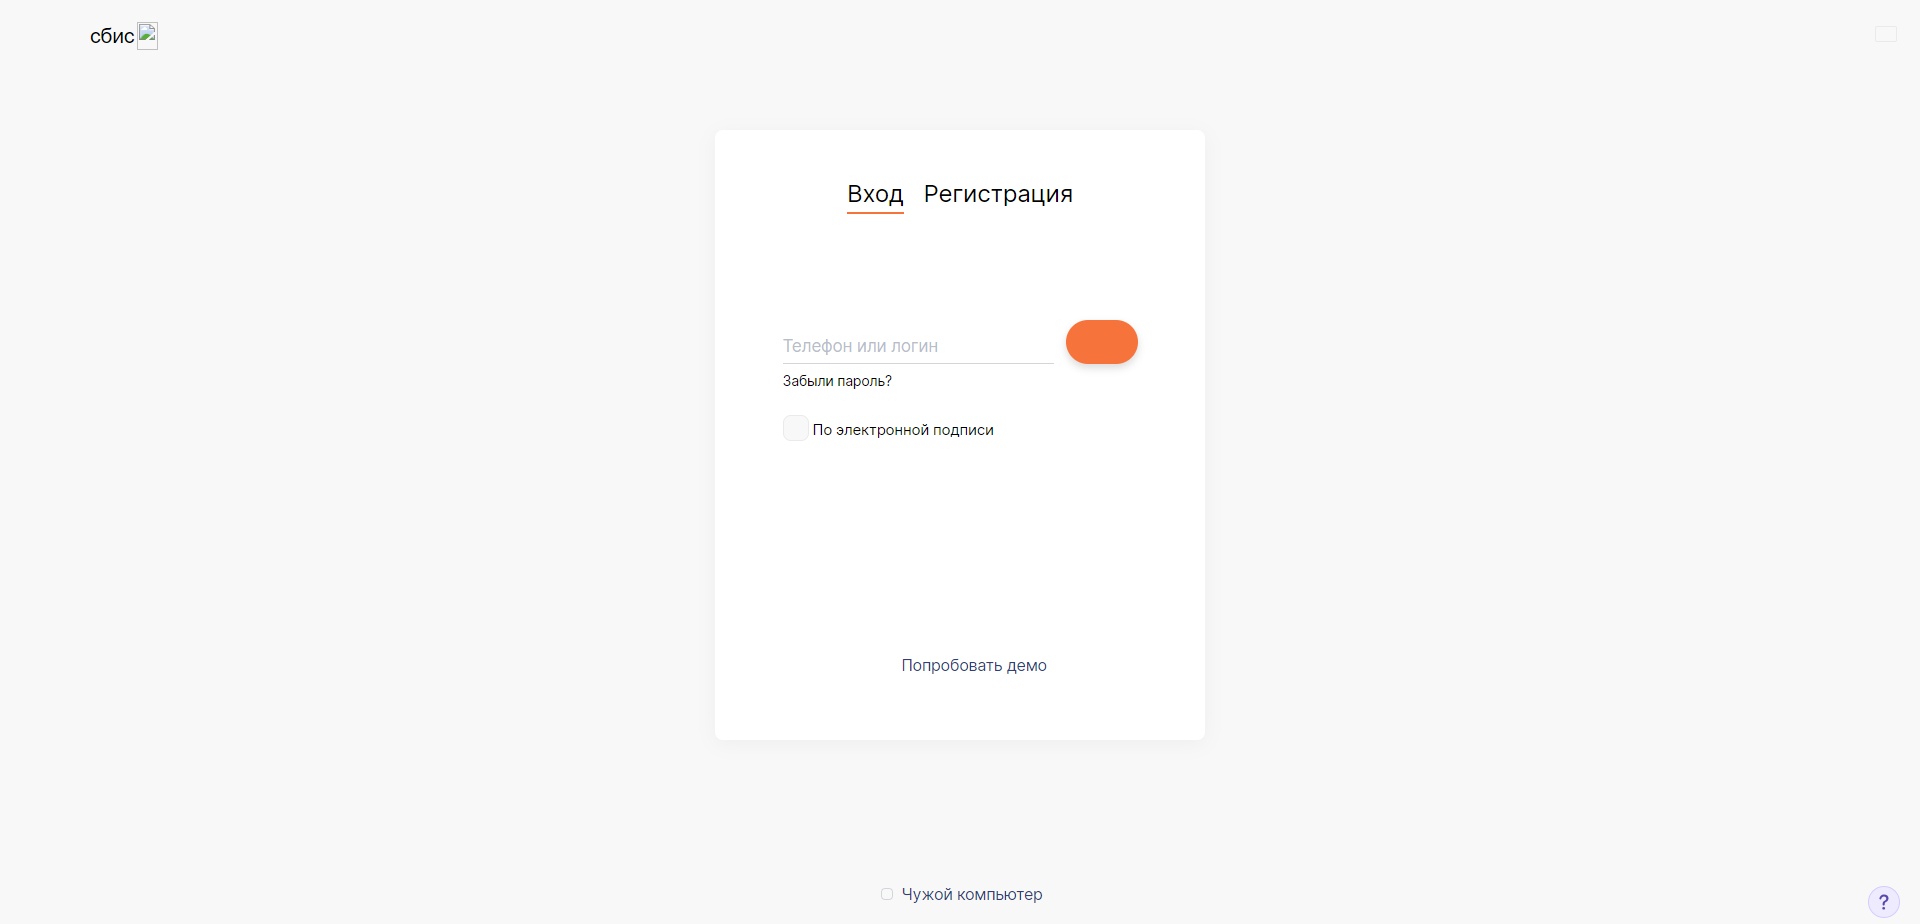 сбис
Вход Регистрация
Телефон или логин
Забыли пароль?
По электронной подписи
Попробовать демо
Чужой компьютер
?